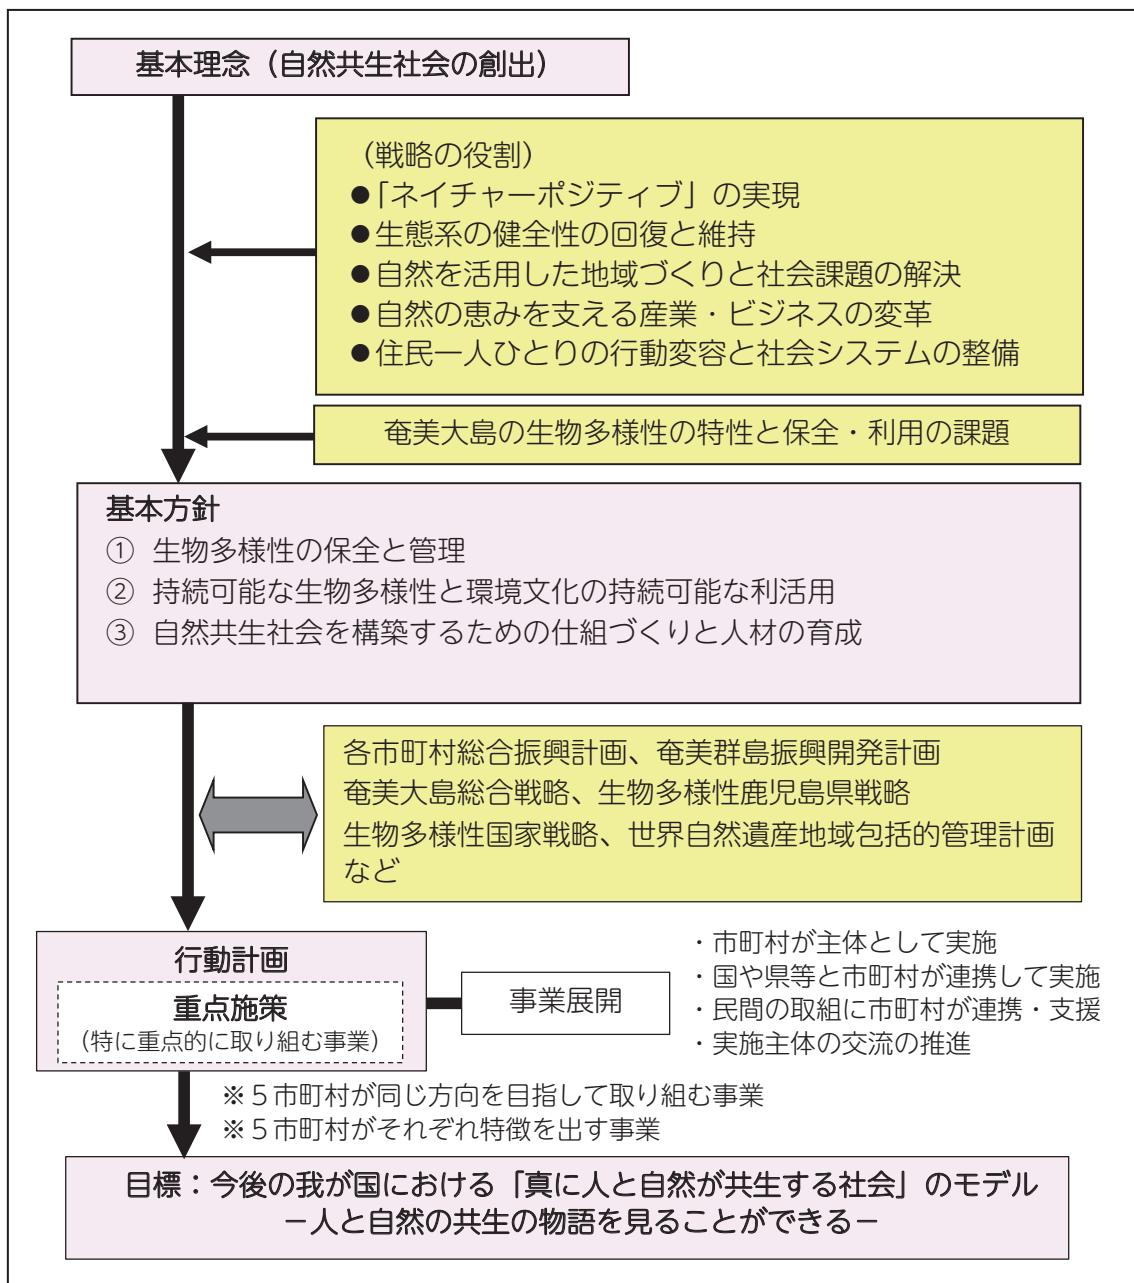 基本理念（自然共生社会の創出）
（戦略の役割）
●「ネイチャーポジティブ」の実現
●生態系の健全性の回復と維持
●自然を活用した地域づくりと社会課題の解決
●自然の恵みを支える産業・ビジネスの変革
●住民一人ひとりの行動変容と社会システムの整備
奄美大島の生物多様性の特性と保全・利用の課題
基本方針
① 生物多様性の保全と管理
② 持続可能な生物多様性と環境文化の持続可能な利活用
③ 自然共生社会を構築するための仕組づくりと人材の育成
各市町村総合振興計画、奄美群島振興開発計画
奄美大島総合戦略、生物多様性鹿児島県戦略
生物多様性国家戦略、世界自然遺産地域包括的管理計画
など
行動計画
重点施策
（特に重点的に取り組む事業）
事業展開
・市町村が主体として実施
・国や県等と市町村が連携して実施
・民間の取組に市町村が連携・支援
・実施主体の交流の推進
※５市町村が同じ方向を目指して取り組む事業
※５市町村がそれぞれ特徴を出す事業
目標：今後の我が国における「真に人と自然が共生する社会」のモデル
－人と自然の共生の物語を見ることができる－